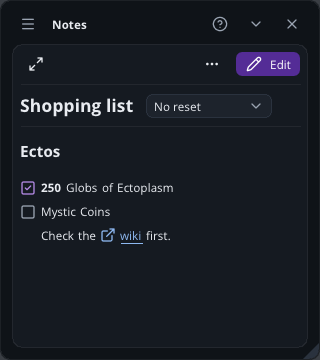 Notes
Edit
Shopping list No reset
Ectos
250 Globs of Ectoplasm
Mystic Coins
Check the wiki first.